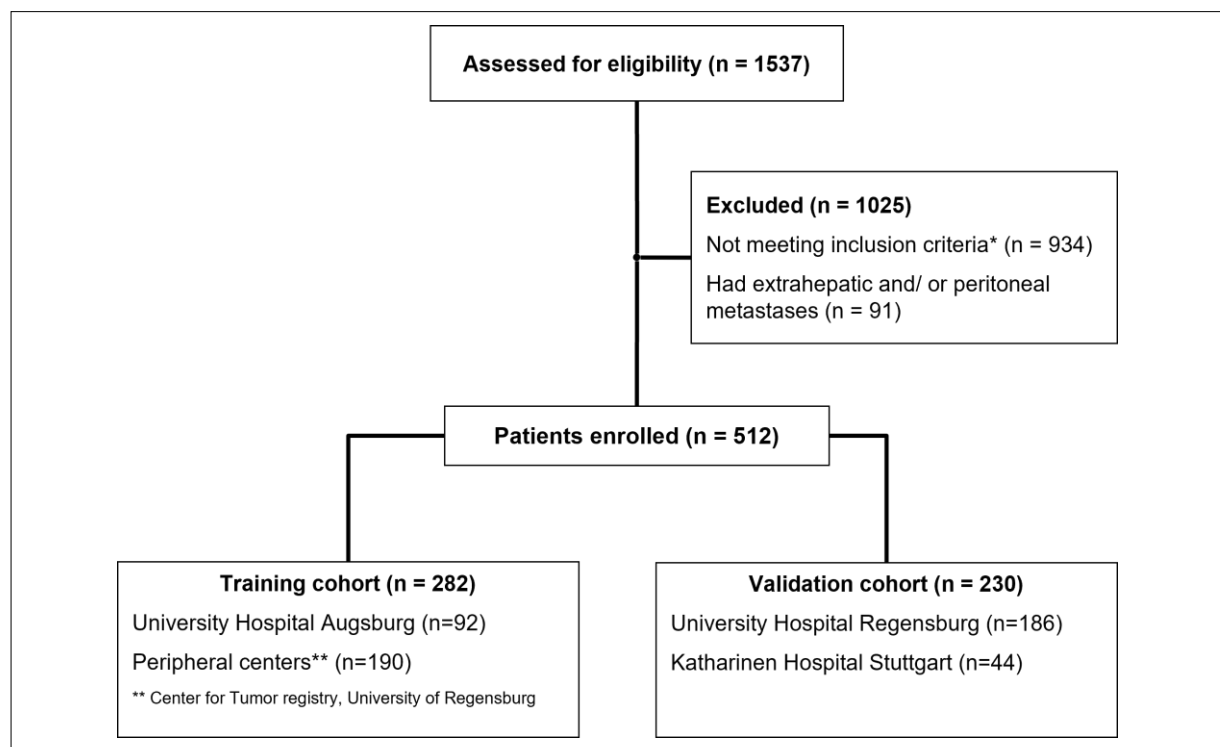 Assessed for eligibility (n = 1537)
Excluded (n = 1025)
Not meeting inclusion criteria* (n = 934)
Had extrahepatic and/ or peritoneal
metastases (n = 91)
Patients enrolled (n = 512)
Training cohort (n = 282)
University Hospital Augsburg (n=92)
Peripheral centers** (n=190)
** Center for Tumor registry, University of Regensburg
Validation cohort (n = 230)
University Hospital Regensburg (n=186)
Katharinen Hospital Stuttgart (n=44)